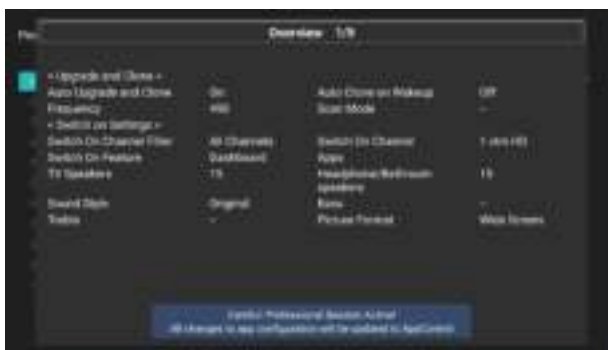 Overview 1/9
< Upgrade and Clone >
Auto Upgrade and Clone On Auto Clone on Wakeup Off
Frequency Scan Mode –
< Switch on Settings >
Switch On Channel Filter All Channels Switch On Channel
Switch On Feature Dashboard Apps
TV Speakers 15 Headphone/Bathroom 15
speakers
Sound Style Original Bass –
Treble – Picture Format Wide Screen
Careful: Professional Session Active!
All changes to app configuration will be updated to AppControl